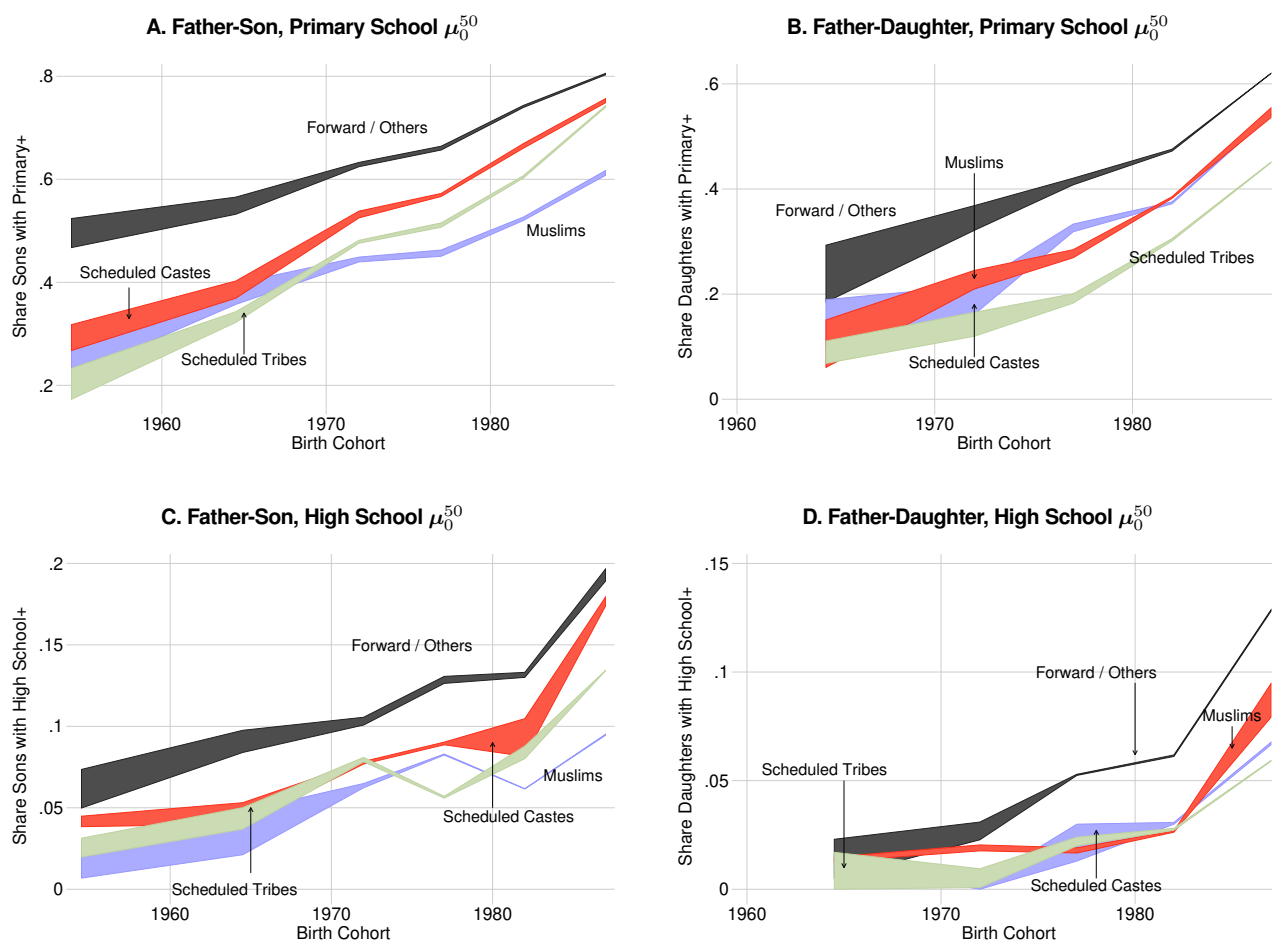 A. Father-Son, Primary School μ₀⁵⁰
Share Sons with Primary+
.8
.6
.4
.2
Forward / Others
Muslims
Scheduled Castes
Scheduled Tribes
1960
1970
1980
Birth Cohort
B. Father-Daughter, Primary School μ₀⁵⁰
Share Daughters with Primary+
.6
.4
.2
0
Muslims
Forward / Others
Scheduled Tribes
Scheduled Castes
1960
1970
1980
Birth Cohort
C. Father-Son, High School μ₀⁵⁰
Share Sons with High School+
.2
.15
.1
.05
0
Forward / Others
Muslims
Scheduled Castes
Scheduled Tribes
1960
1970
1980
Birth Cohort
D. Father-Daughter, High School μ₀⁵⁰
Share Daughters with High School+
.15
.1
.05
0
Forward / Others
Muslims
Scheduled Tribes
Scheduled Castes
1960
1970
1980
Birth Cohort